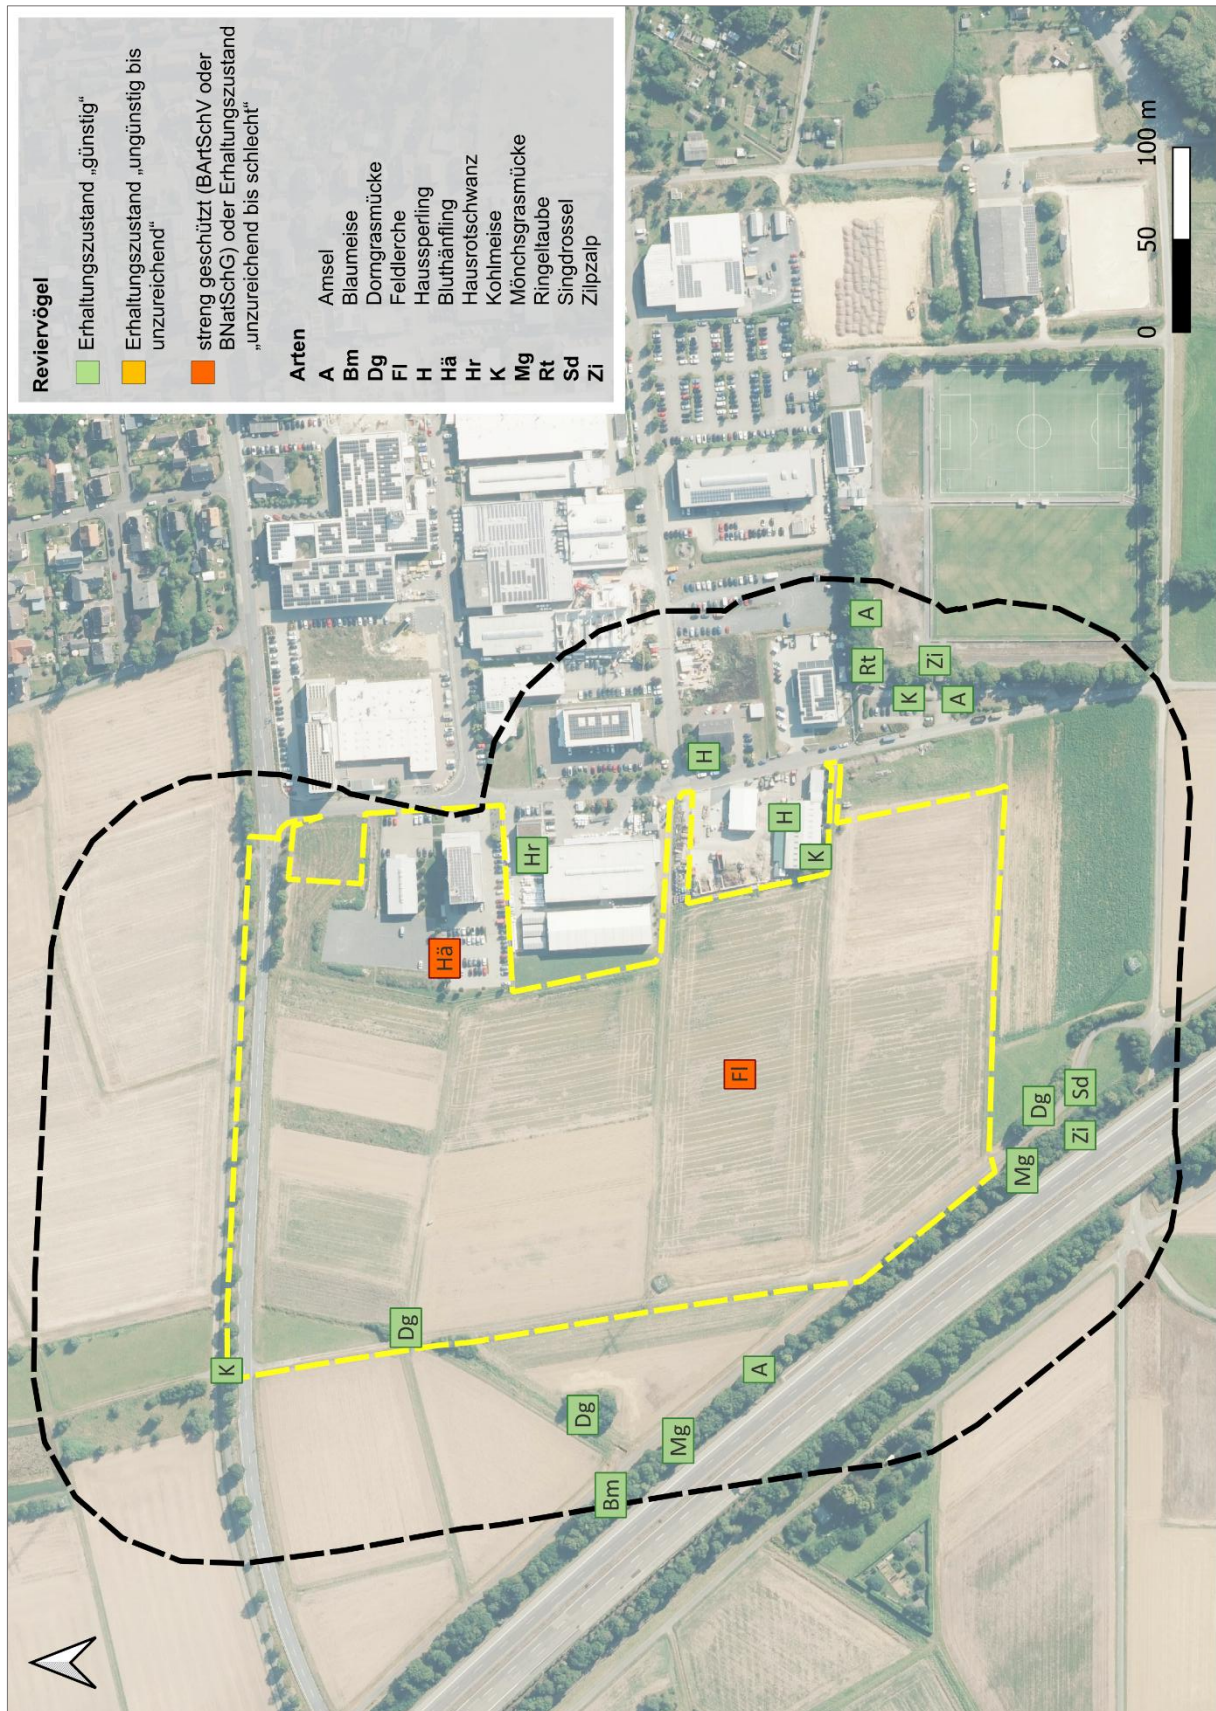 Reviervögel
Erhaltungszustand „günstig“
Erhaltungszustand „ungünstig bis
unzureichend“
streng geschützt (BArtSchV oder
BNatSchG) oder Erhaltungszustand
„unzureichend bis schlecht“
Arten
A Amsel
Bm Blaumeise
Dg Dorngrasmücke
Fl Feldlerche
H Haussperling
Hä Bluthänfling
Hr Hausrotschwanz
K Kohlmeise
Mg Mönchsgrasmücke
Rt Ringeltaube
Sd Singdrossel
Zi Zilpzalp
K
Dg
Dg
Bm
Mg
A
Hä
Hr
Fl
H
H
K
A
Rt
K
Zi
A
Mg
Dg
Zi
Sd
0 50 100 m